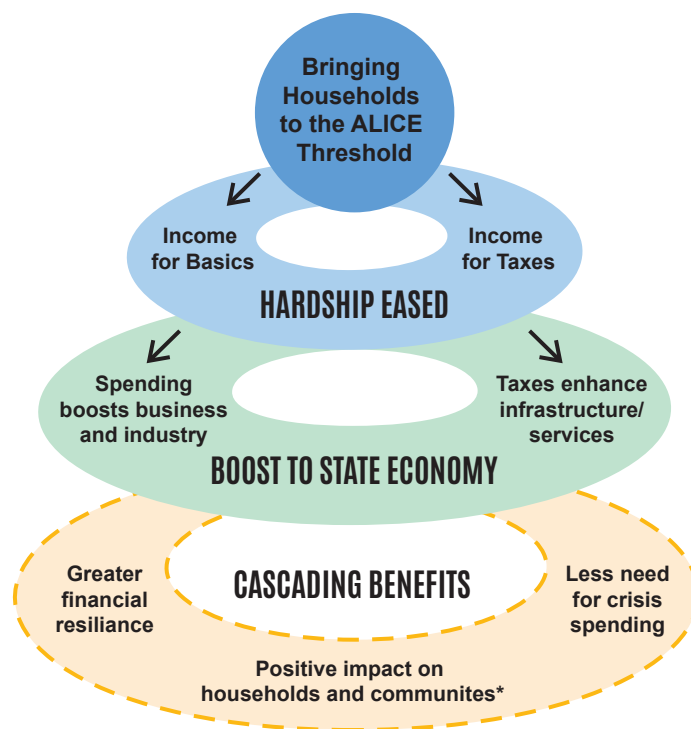 Bringing
Households
to the ALICE
Threshold
Income
for Basics
Income
for Taxes
HARDSHIP EASED
Spending
boosts business
and industry
Taxes enhance
infrastructure/
services
BOOST TO STATE ECONOMY
Greater
financial
resiliance
CASCADING BENEFITS
Less need
for crisis
spending
Positive impact on
households and communites*